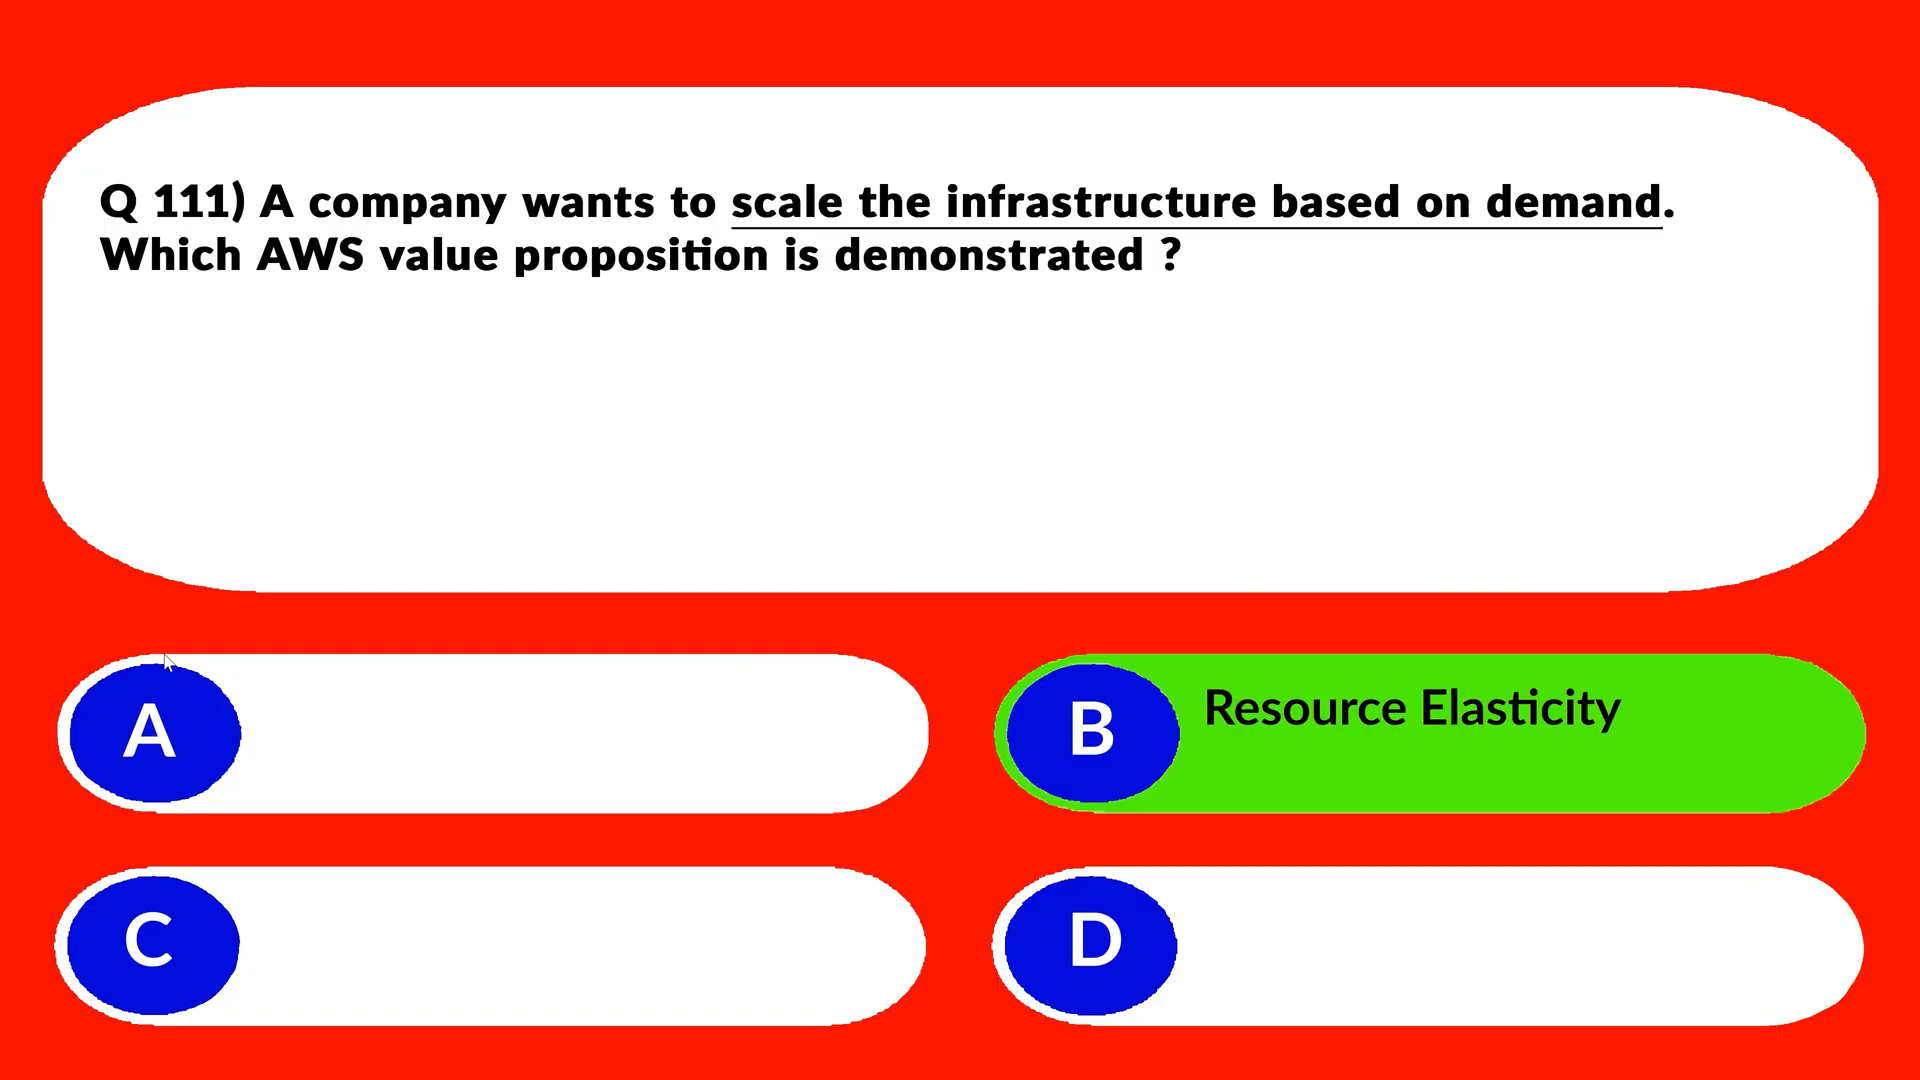 Q 111) A company wants to scale the infrastructure based on demand.
Which AWS value proposition is demonstrated ?
A
B Resource Elasticity
C
D